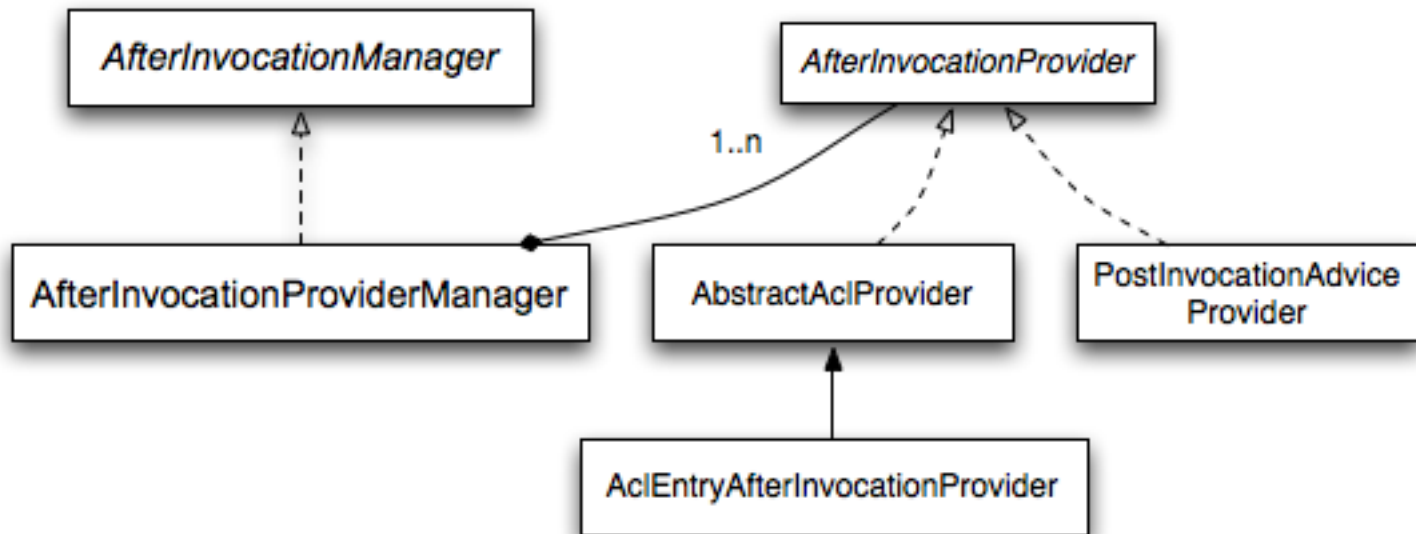 AfterInvocationManager
AfterInvocationProvider
1..n
AfterInvocationProviderManager
AbstractAclProvider
PostInvocationAdvice
Provider
AclEntryAfterInvocationProvider